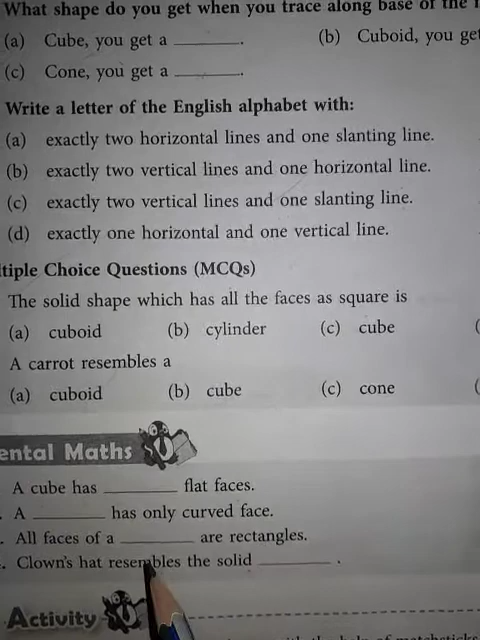 What shape do you get when you trace along base of the
(a) Cube, you get a ________. (b) Cuboid, you get
(c) Cone, you get a ________.
Write a letter of the English alphabet with:
(a) exactly two horizontal lines and one slanting line.
(b) exactly two vertical lines and one horizontal line.
(c) exactly two vertical lines and one slanting line.
(d) exactly one horizontal and one vertical line.
tiple Choice Questions (MCQs)
The solid shape which has all the faces as square is
(a) cuboid (b) cylinder (c) cube (
A carrot resembles a
(a) cuboid (b) cube (c) cone (
ental Maths
A cube has ________ flat faces.
. A ________ has only curved face.
. All faces of a ________ are rectangles.
. Clown's hat resembles the solid ________ .
Activity